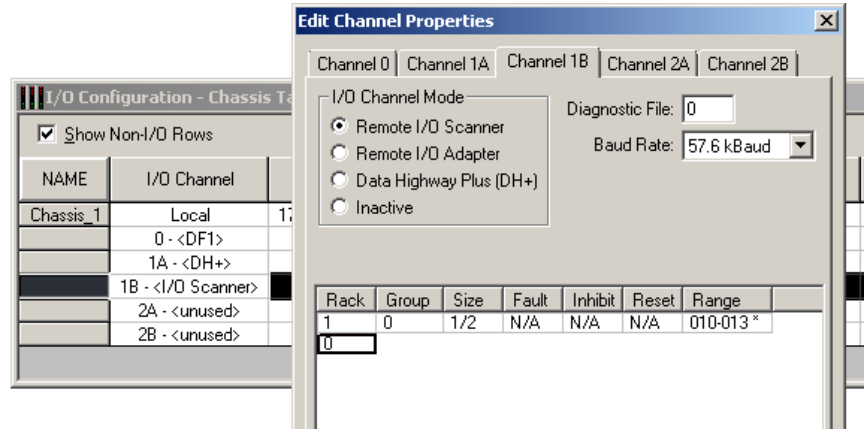 Edit Channel Properties
Channel 0 Channel 1A Channel 1B Channel 2A Channel 2B
I/O Channel Mode
Remote I/O Scanner
Remote I/O Adapter
Data Highway Plus (DH+)
Inactive
Diagnostic File: 0
Baud Rate: 57.6 kBaud
Rack Group Size Fault Inhibit Reset Range
1 0 1/2 N/A N/A N/A 010-013 *
0
I/O Configuration - Chassis
Show Non-I/O Rows
NAME I/O Channel
Chassis_1 Local
0 - <DF1>
1A - <DH+>
1B - <I/O Scanner>
2A - <unused>
2B - <unused>